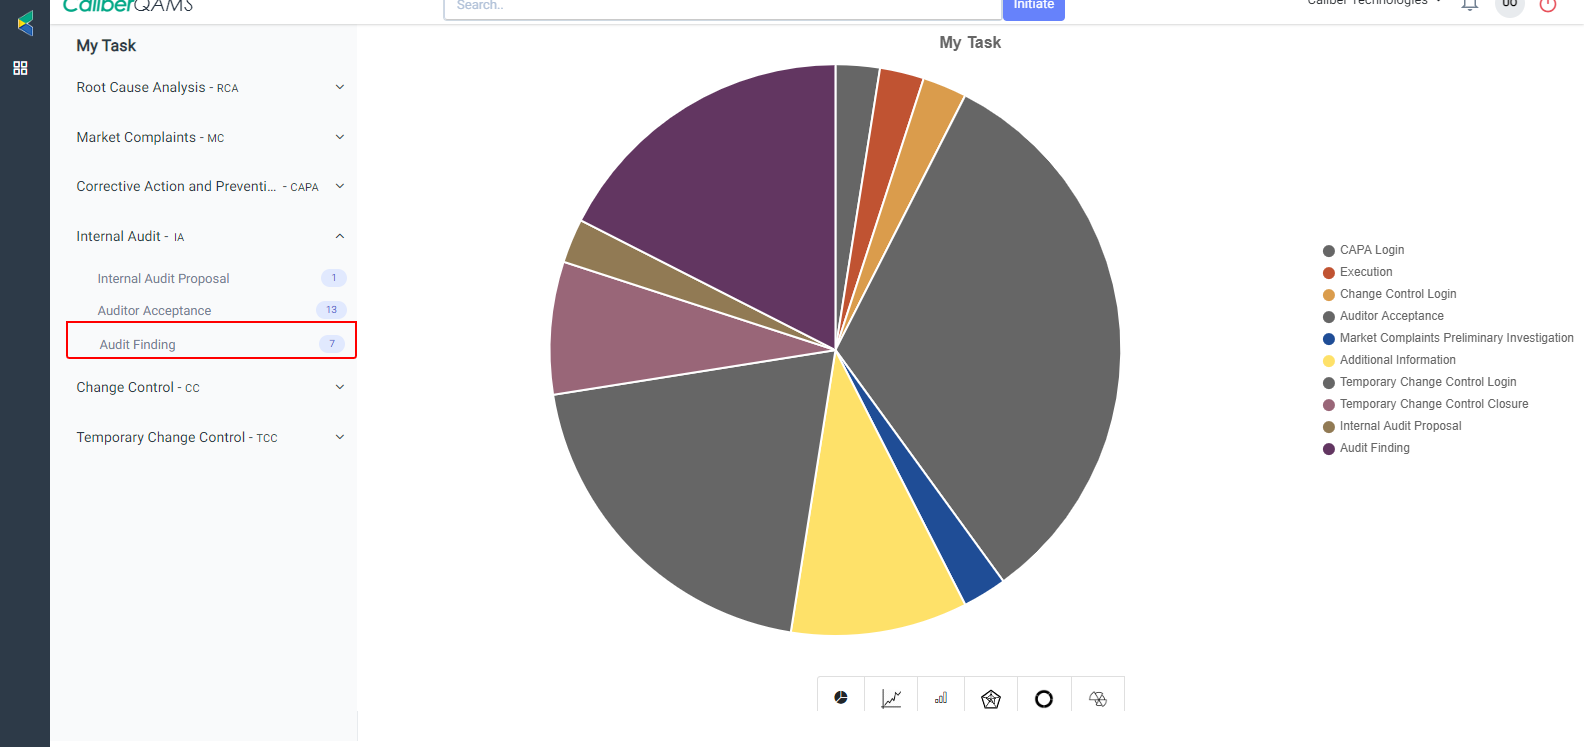 CaliberQAMS
Search..
Initiate
Caliber Technologies
My Task
Root Cause Analysis - RCA
Market Complaints - MC
Corrective Action and Preventi... - CAPA
Internal Audit - IA
Internal Audit Proposal 1
Auditor Acceptance 13
Audit Finding 7
Change Control - CC
Temporary Change Control - TCC
My Task
CAPA Login
Execution
Change Control Login
Auditor Acceptance
Market Complaints Preliminary Investigation
Additional Information
Temporary Change Control Login
Temporary Change Control Closure
Internal Audit Proposal
Audit Finding